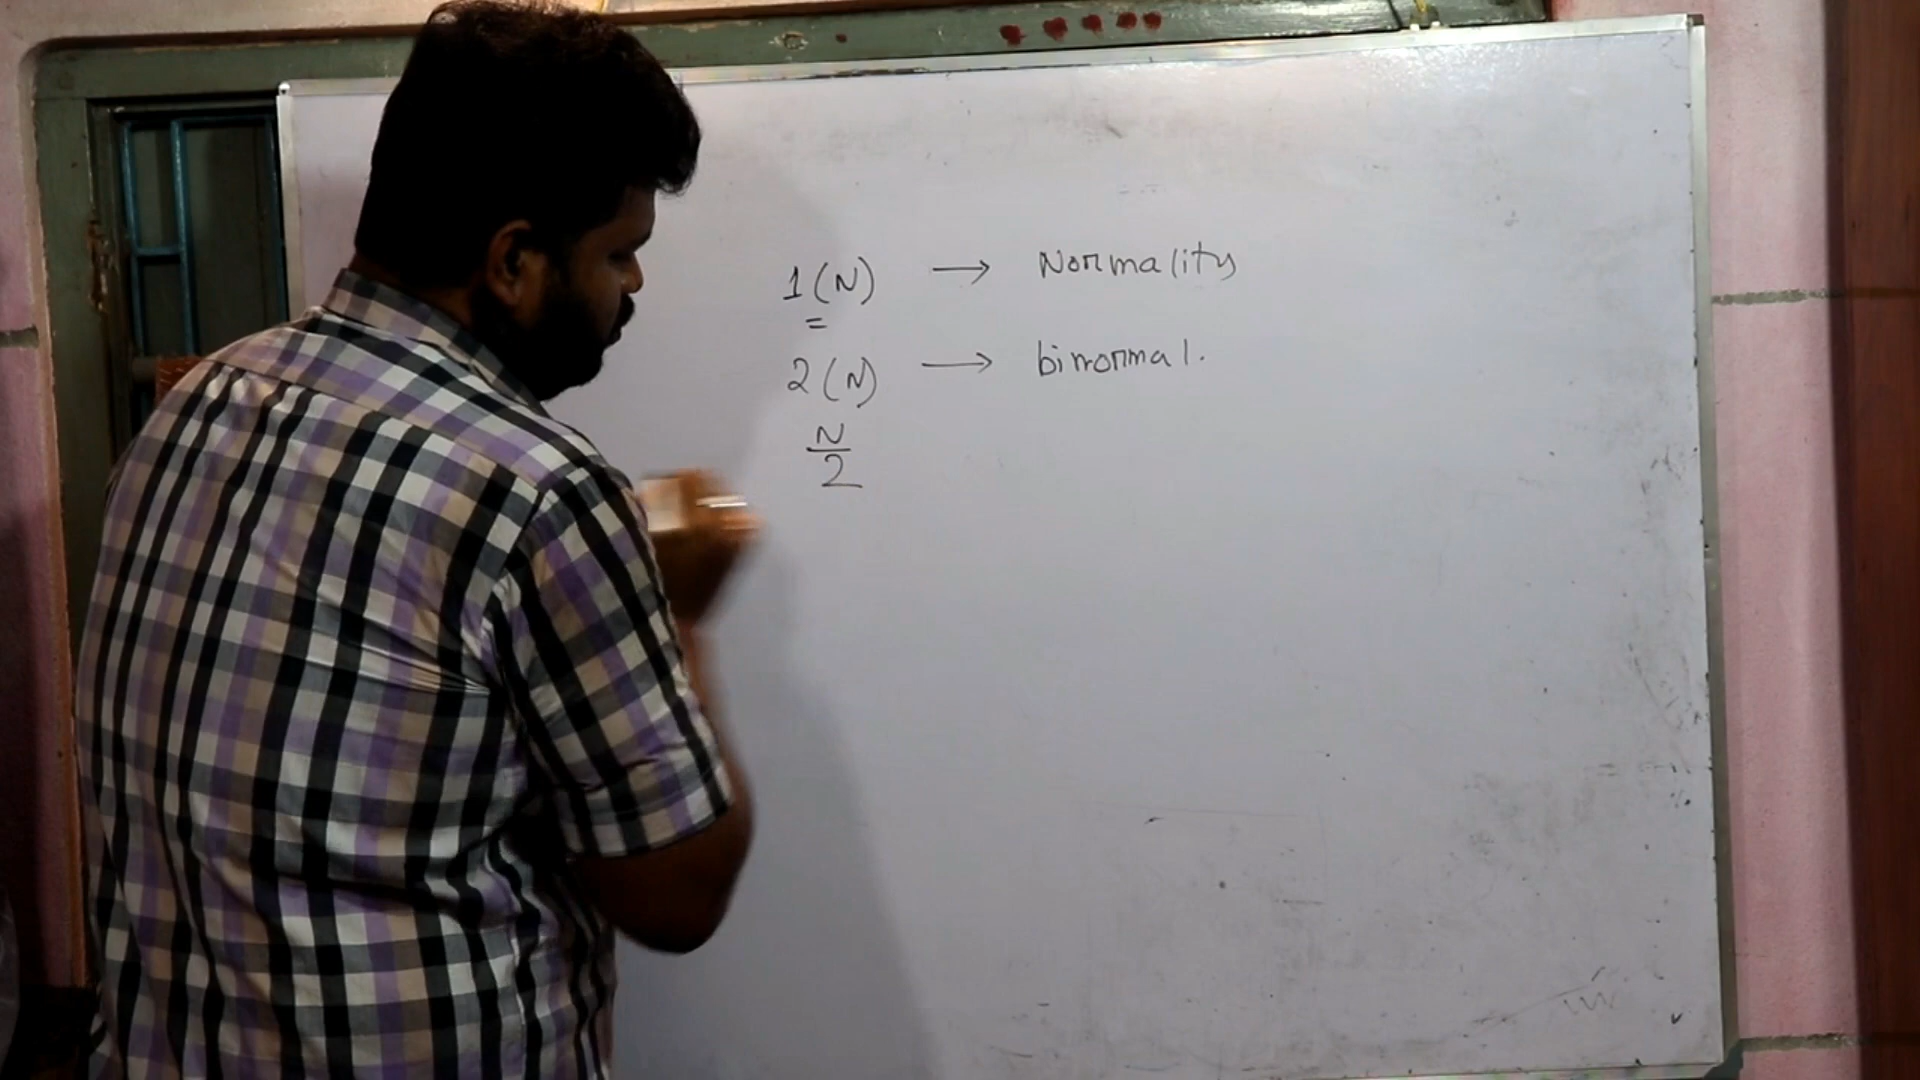 1(N) → Normality
2(N) → binormal.
N/2